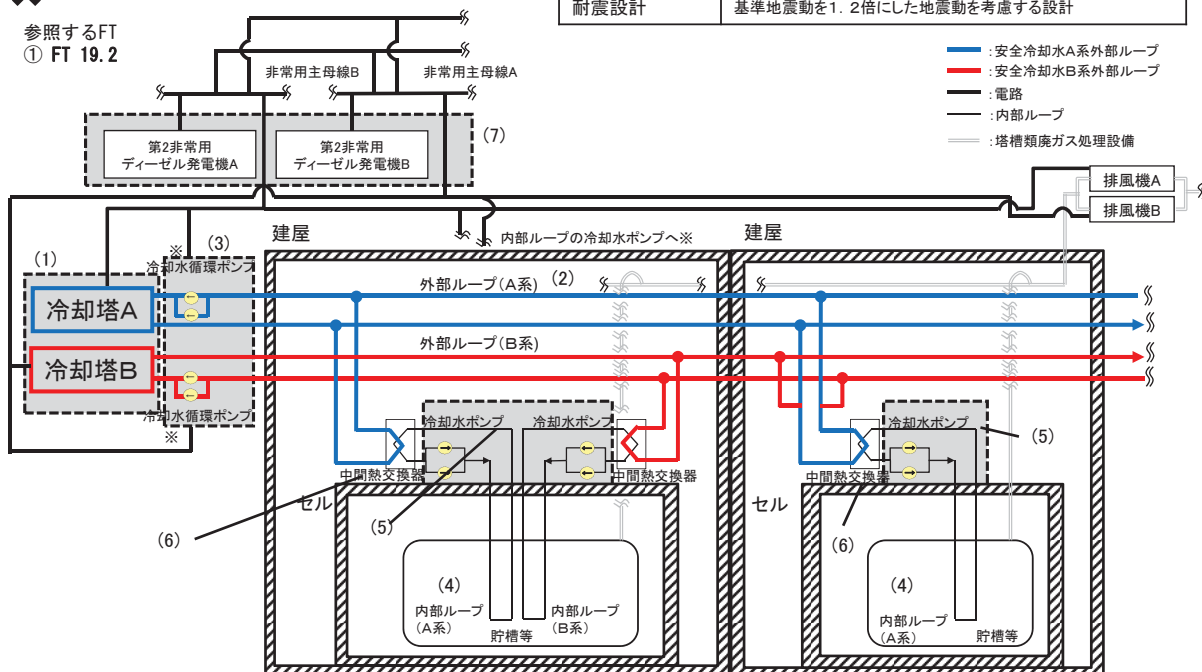 耐震設計 基準地震動を1.2倍にした地震動を考慮する設計
参照するFT
① FT 19.2
非常用主母線B
非常用主母線A
:安全冷却水A系外部ループ
:安全冷却水B系外部ループ
:電路
:内部ループ
:塔槽類廃ガス処理設備
(7)
第2非常用
ディーゼル発電機A
第2非常用
ディーゼル発電機B
排風機A
排風機B
建屋
内部ループの冷却水ポンプへ※
建屋
(1)
※
(3)
冷却水循環ポンプ
外部ループ(A系)
(2)
冷却塔A
外部ループ(B系)
冷却塔B
冷却水循環ポンプ
※
冷却水ポンプ
冷却水ポンプ
冷却水ポンプ
(5)
中間熱交換器
中間熱交換器
中間熱交換器
セル
セル
(5)
(6)
(6)
(4)
内部ループ
(A系)
内部ループ
(B系)
貯槽等
(4)
内部ループ
(A系)
貯槽等